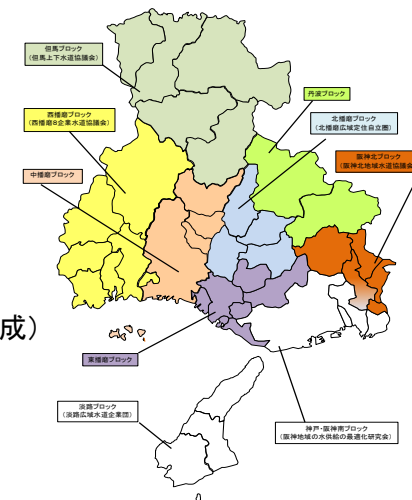 但馬ブロック
(但馬上下水道協議会)
丹波ブロック
西播磨ブロック
(西播磨8企業水道協議会)
北播磨ブロック
(北播磨広域定住自立圏)
阪神北ブロック
(阪神北地域水道協議会
中播磨ブロック
成)
東播磨ブロック
淡路ブロック
(淡路広域水道企業団)
神戸・阪神南ブロック
(阪神地域の水供給の最適化研究会)